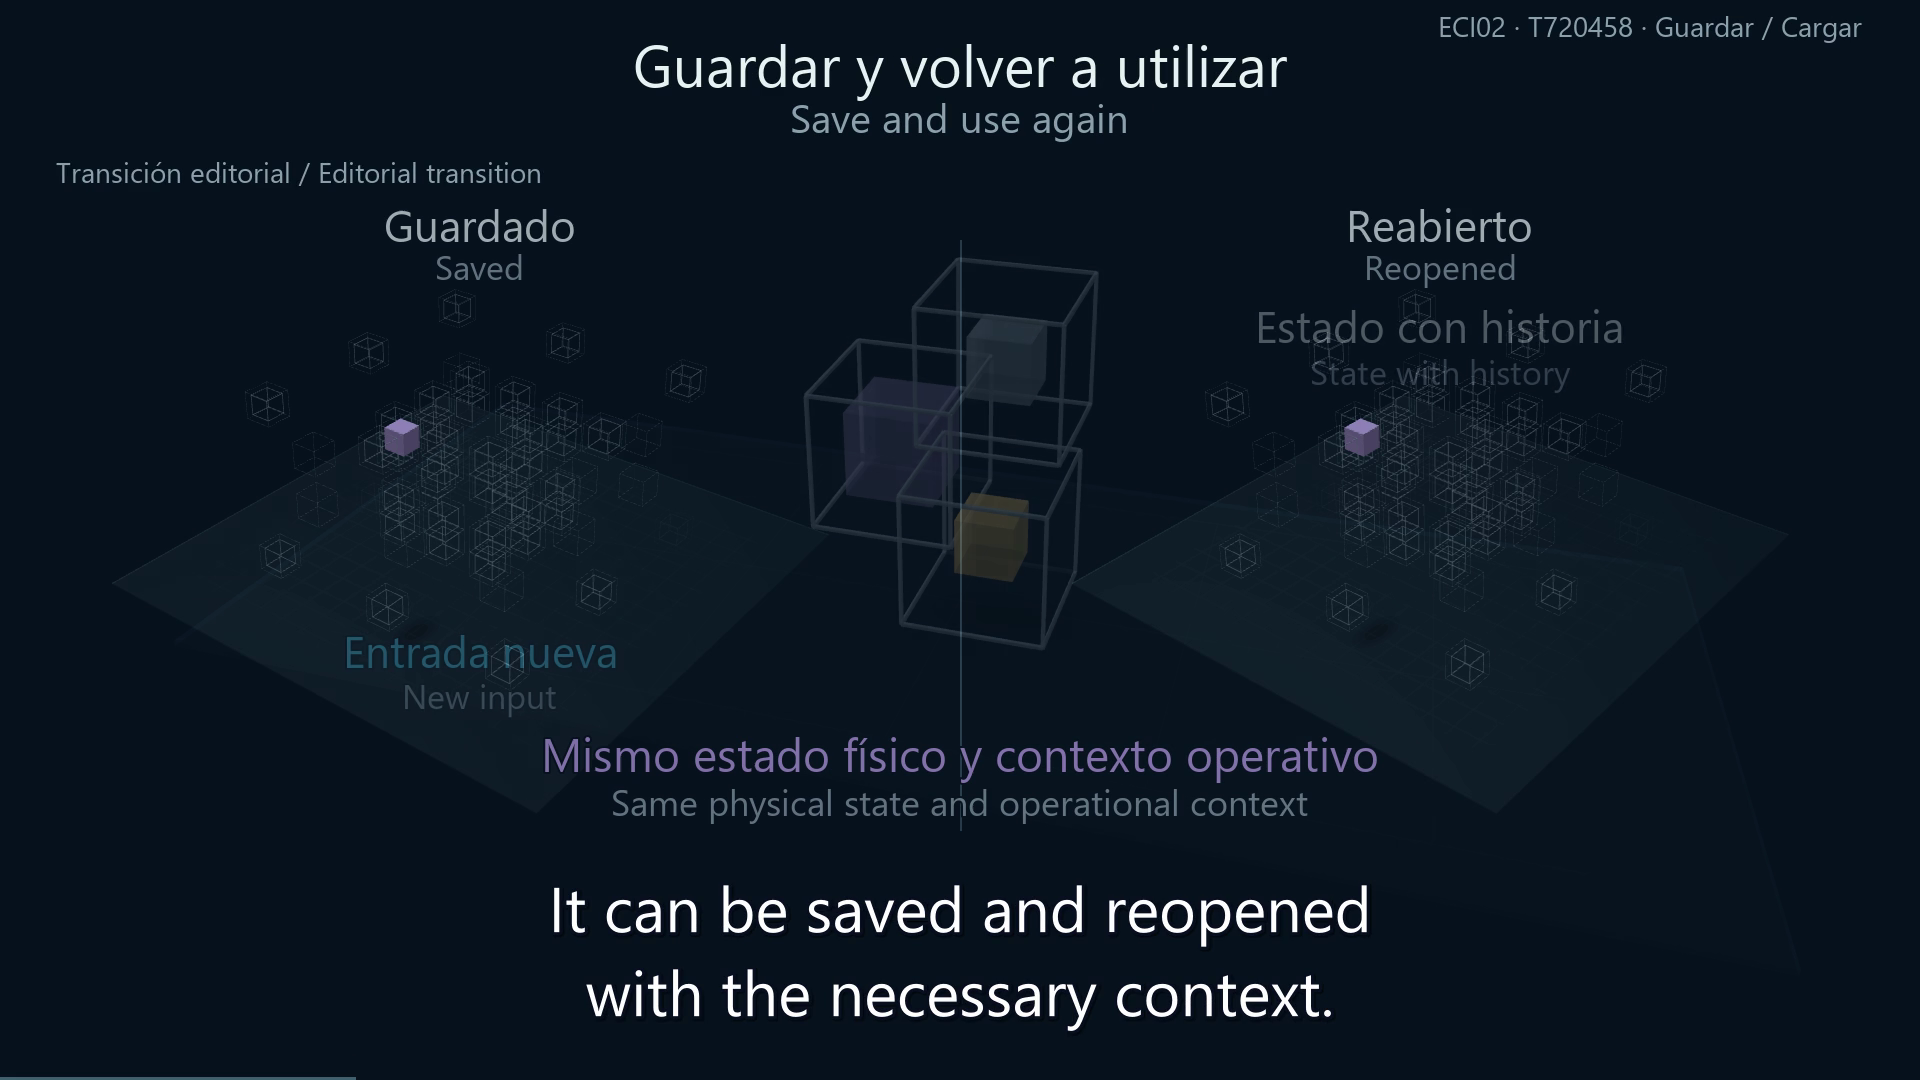 ECI02 · T720458 · Guardar / Cargar
Guardar y volver a utilizar
Save and use again
Transición editorial / Editorial transition
Guardado
Saved
Reabierto
Reopened
Estado con historia
State with history
Entrada nueva
New input
Mismo estado físico y contexto operativo
Same physical state and operational context
It can be saved and reopened
with the necessary context.